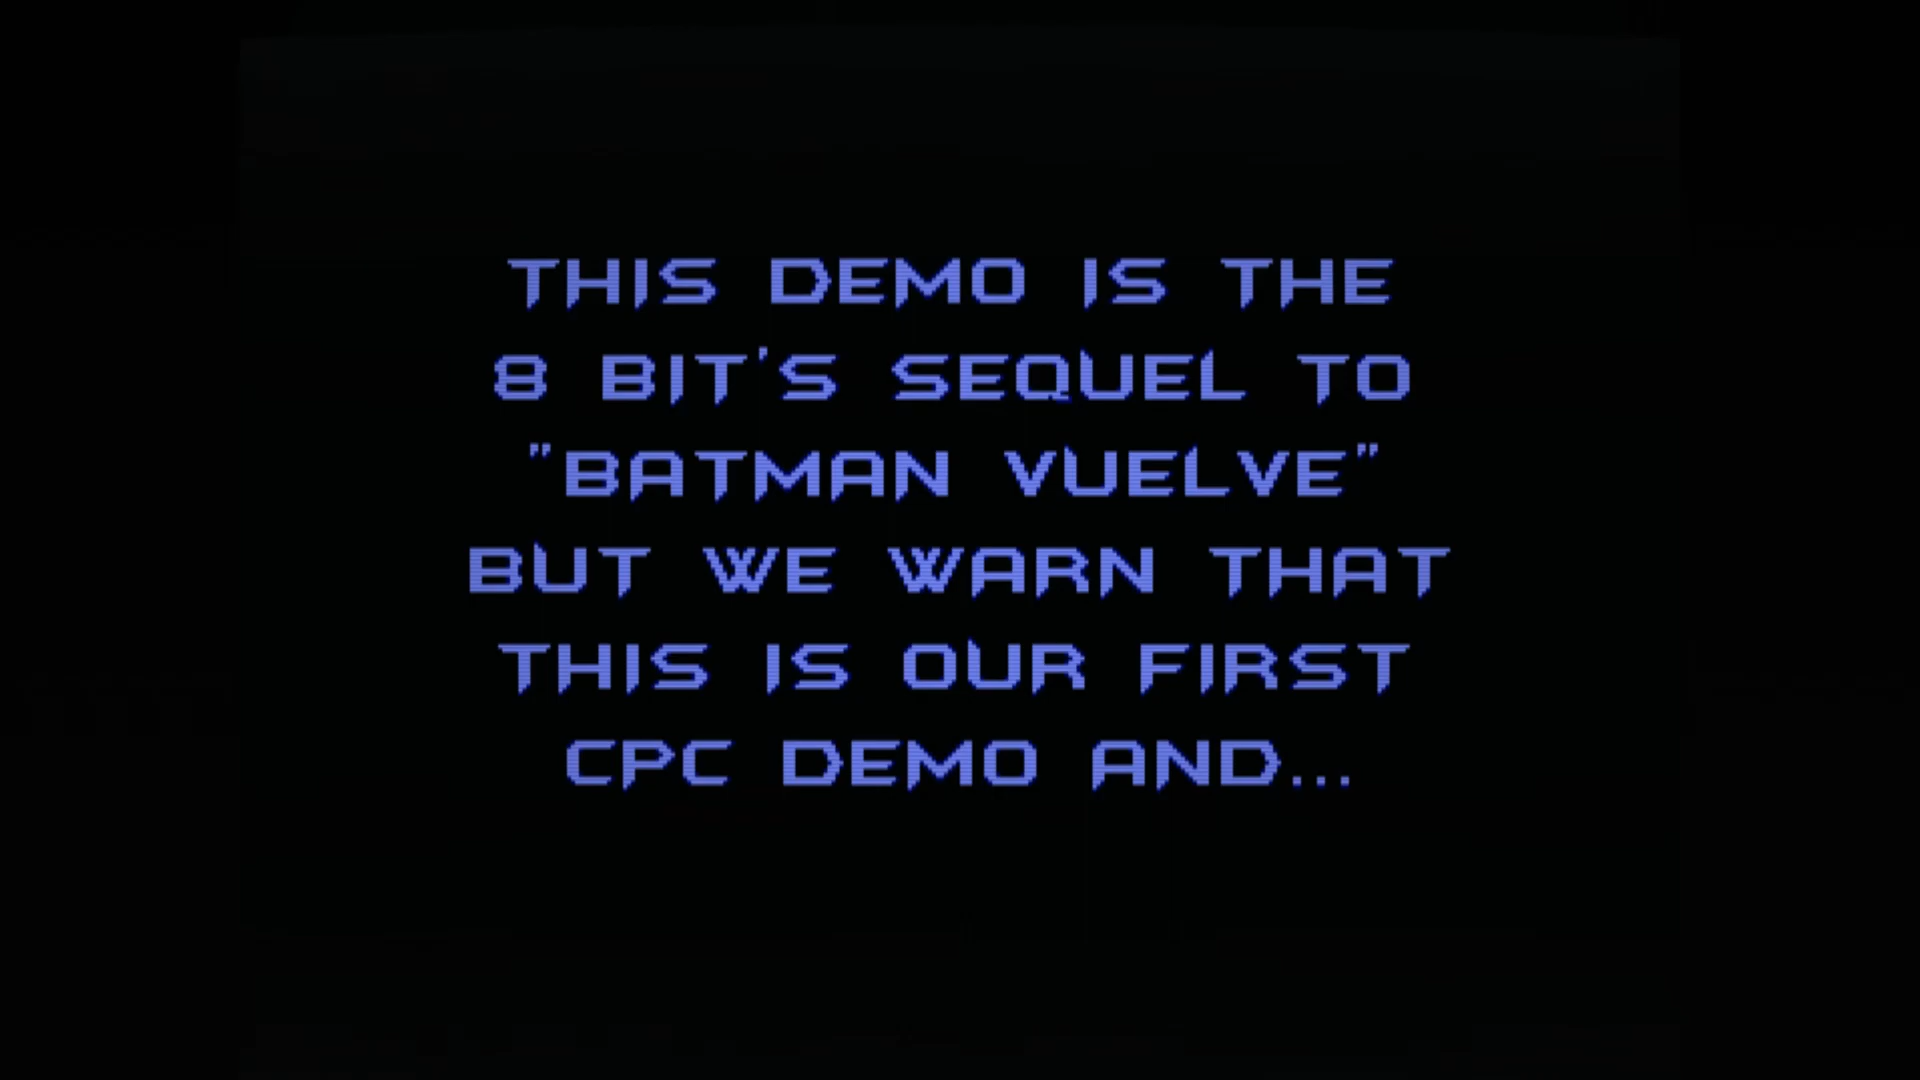 THIS DEMO IS THE
8 BIT'S SEQUEL TO
"BATMAN VUELVE"
BUT WE WARN THAT
THIS IS OUR FIRST
CPC DEMO AND...